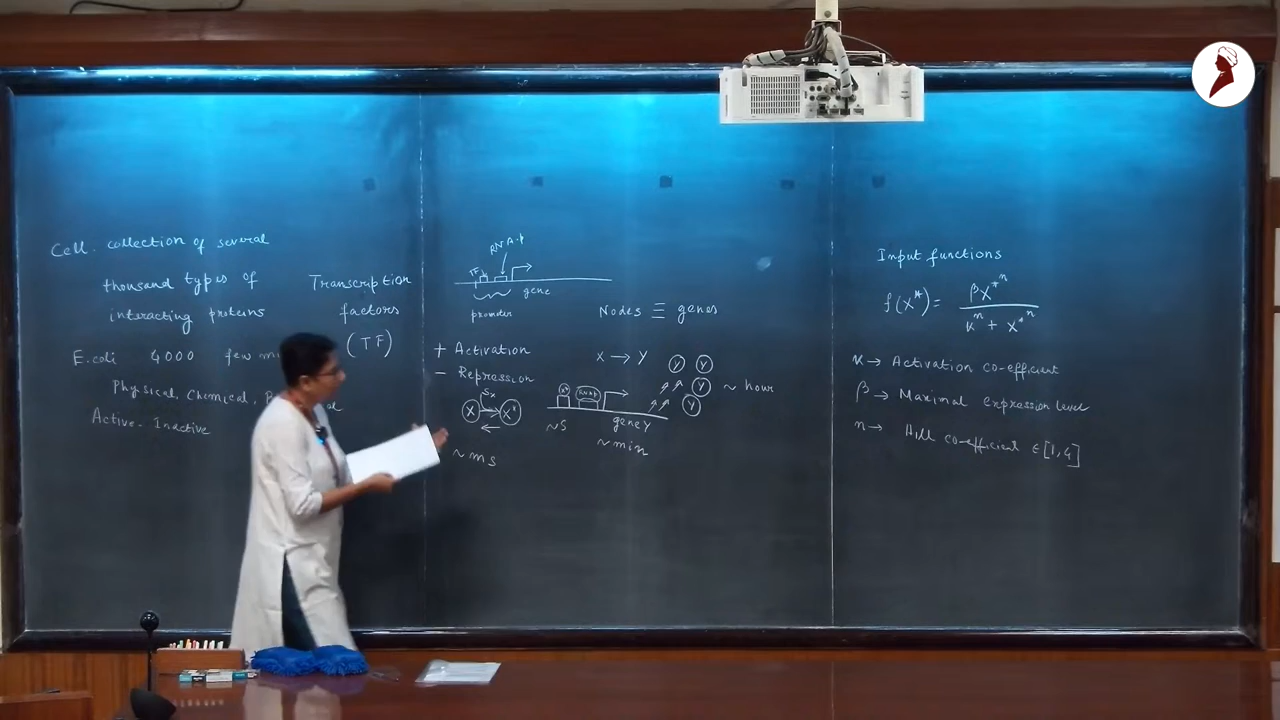 Cell. collection of several
thousand types of
interacting proteins
E.coli 4000 few
Physical, Chemical,
Active - Inactive
Transcription
factors
(TF)
RNA.p
TF
gene
promoter
Nodes ≡ genes
+ Activation
- Repression
X → Y
Sx
X X*
~ms
X* RNAp
~s
gene Y
~min
Y Y
Y
Y
~ hour
Input functions
f(X*) = βX*ⁿ / Kⁿ + X*ⁿ
K → Activation co-efficient
β → Maximal expression level
n → Hill co-efficient ∈ [1,4]